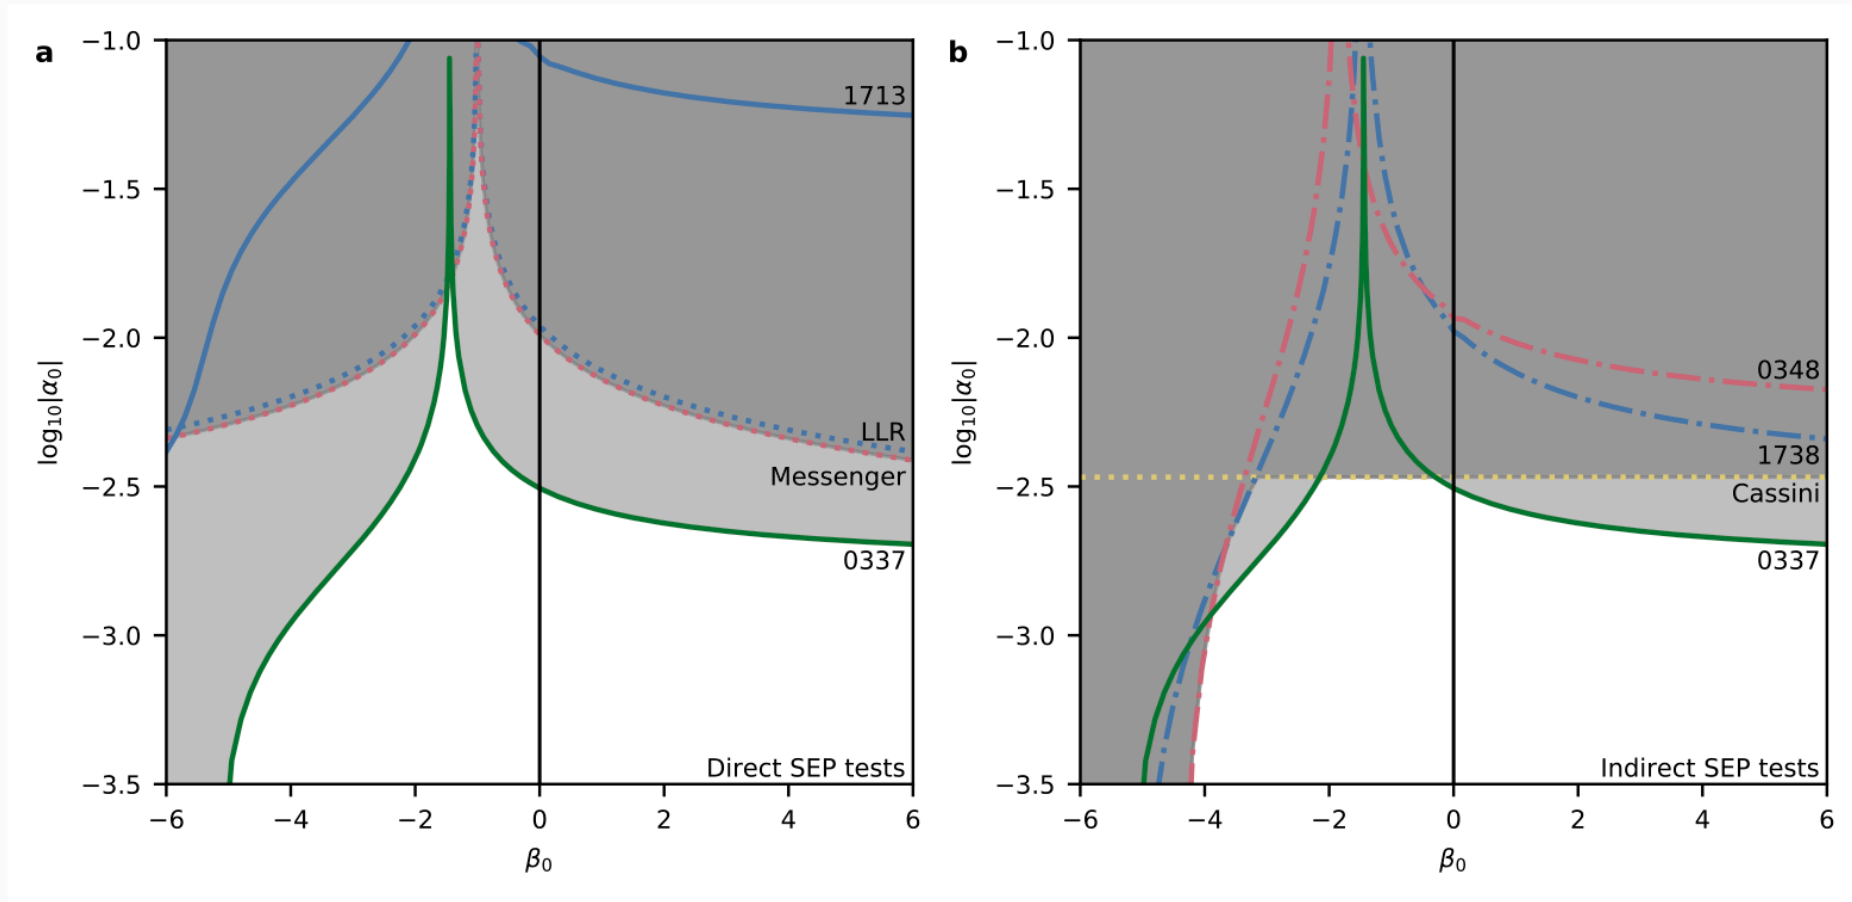 a
−1.0
−1.5
−2.0
−2.5
−3.0
−3.5
log₁₀|α₀|
1713
LLR
Messenger
0337
Direct SEP tests
−6 −4 −2 0 2 4 6
β₀
b
−1.0
−1.5
−2.0
−2.5
−3.0
−3.5
log₁₀|α₀|
0348
1738
Cassini
0337
Indirect SEP tests
−6 −4 −2 0 2 4 6
β₀